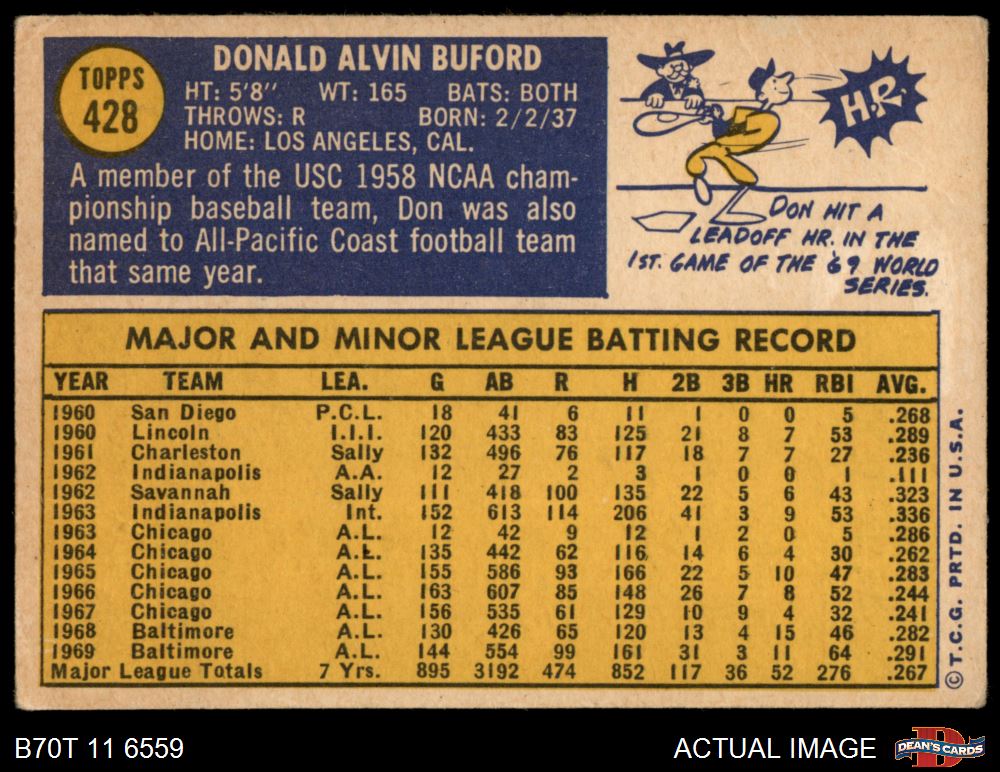 TOPPS
428
DONALD ALVIN BUFORD
HT: 5'8" WT: 165 BATS: BOTH
THROWS: R BORN: 2/2/37
HOME: LOS ANGELES, CAL.
A member of the USC 1958 NCAA cham-
pionship baseball team, Don was also
named to All-Pacific Coast football team
that same year.
H.R.
DON HIT A
LEADOFF HR. IN THE
1ST. GAME OF THE '69 WORLD
SERIES.
MAJOR AND MINOR LEAGUE BATTING RECORD
YEAR TEAM LEA. G AB R H 2B 3B HR RBI AVG.
1960 San Diego P.C.L. 18 41 6 11 1 0 0 5 .268
1960 Lincoln I.I.I. 120 433 83 125 21 8 7 53 .289
1961 Charleston Sally 132 496 76 117 18 7 7 27 .236
1962 Indianapolis A.A. 12 27 2 3 1 0 0 1 .111
1962 Savannah Sally 111 418 100 135 22 5 6 43 .323
1963 Indianapolis Int. 152 613 114 206 41 3 9 53 .336
1963 Chicago A.L. 12 42 9 12 1 2 0 5 .286
1964 Chicago A.L. 135 442 62 116 14 6 4 30 .262
1965 Chicago A.L. 155 586 93 166 22 5 10 47 .283
1966 Chicago A.L. 163 607 85 148 26 7 8 52 .244
1967 Chicago A.L. 156 535 61 129 10 9 4 32 .241
1968 Baltimore A.L. 130 426 65 120 13 4 15 46 .282
1969 Baltimore A.L. 144 554 99 161 31 3 11 64 .291
Major League Totals 7 Yrs. 895 3192 474 852 117 36 52 276 .267
© T.C.G. PRTD. IN U.S.A.
B70T 11 6559
ACTUAL IMAGE
D
DEAN'S CARDS